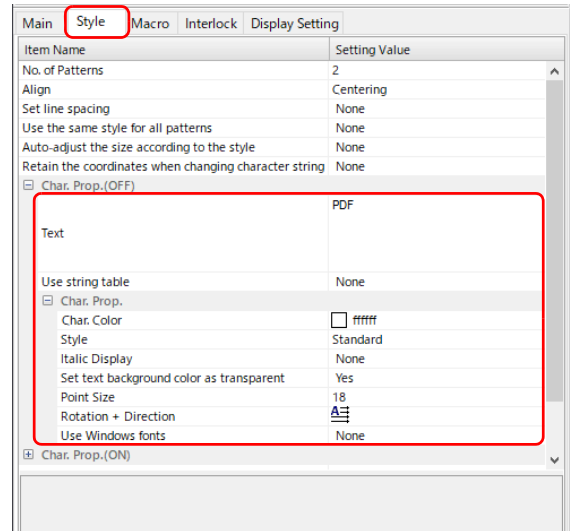 Main Style Macro Interlock Display Setting
Item Name Setting Value
No. of Patterns 2
Align Centering
Set line spacing None
Use the same style for all patterns None
Auto-adjust the size according to the style None
Retain the coordinates when changing character string None
Char. Prop.(OFF)
Text PDF
Use string table None
Char. Prop.
Char. Color ffffff
Style Standard
Italic Display None
Set text background color as transparent Yes
Point Size 18
Rotation + Direction A
Use Windows fonts None
Char. Prop.(ON)